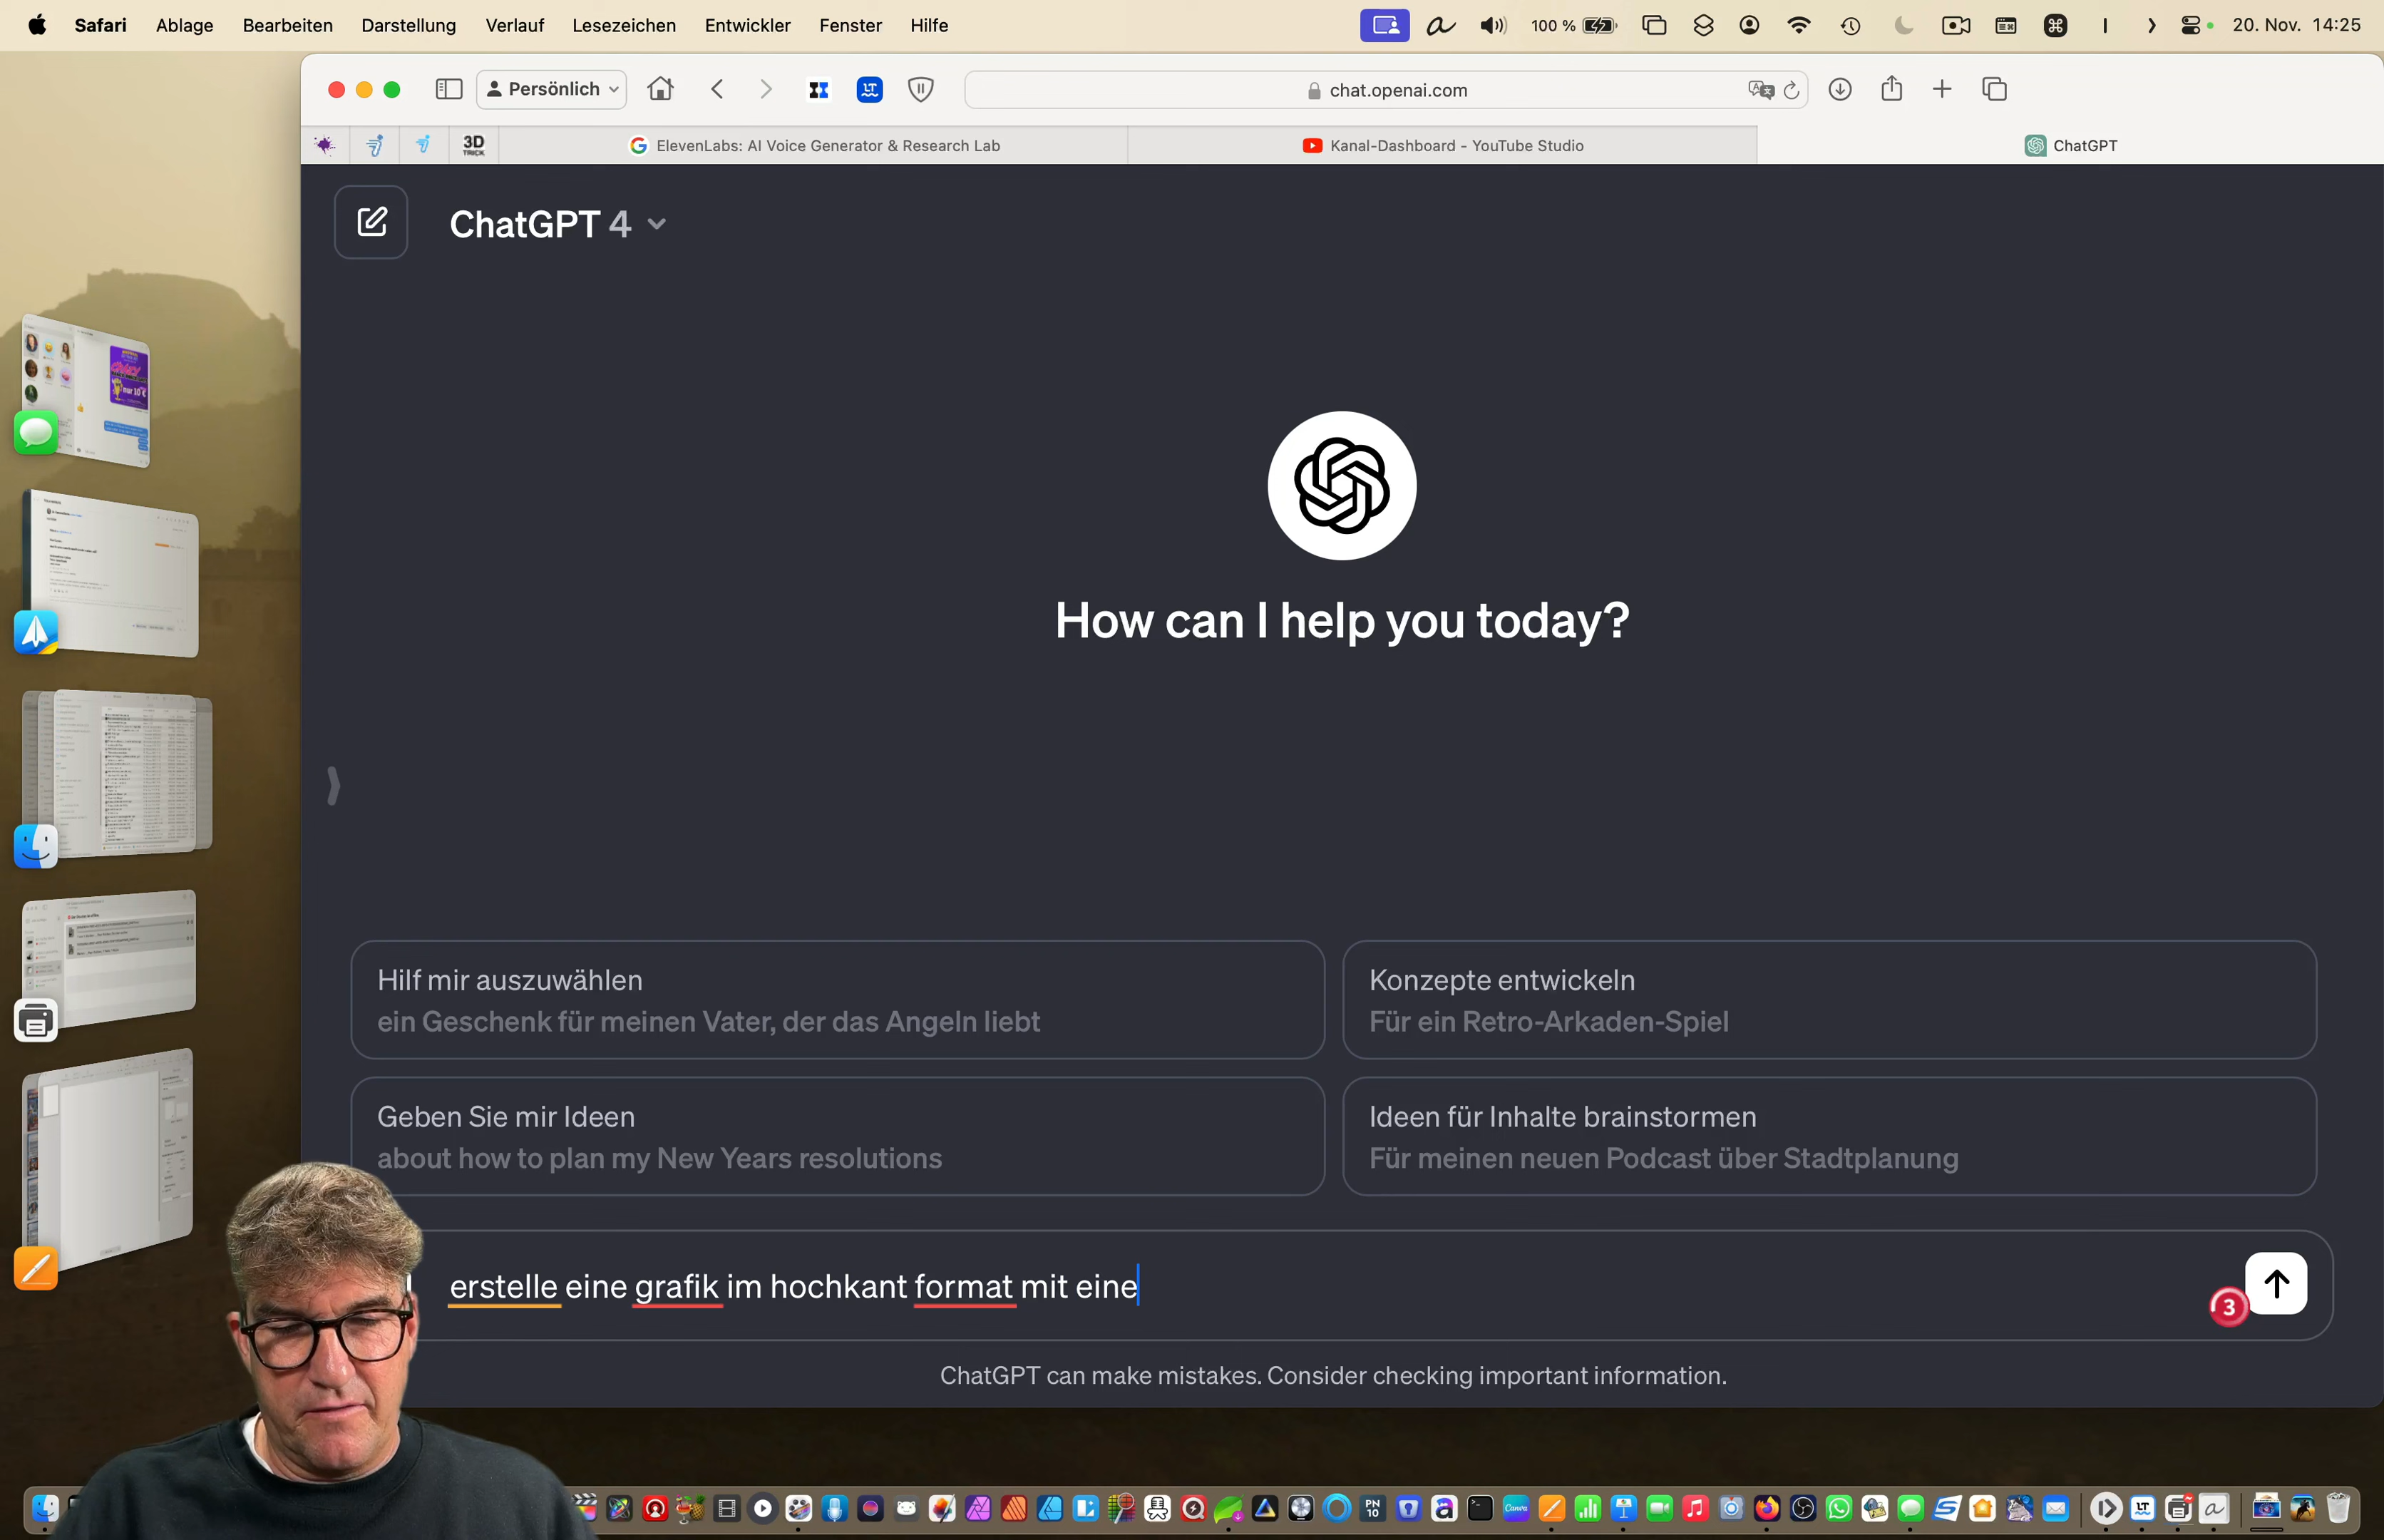 Safari Ablage Bearbeiten Darstellung Verlauf Lesezeichen Entwickler Fenster Hilfe 100 % 20. Nov. 14:25
Persönlich chat.openai.com
3D TRICK ElevenLabs: AI Voice Generator & Research Lab Kanal-Dashboard - YouTube Studio ChatGPT
ChatGPT 4
How can I help you today?
Hilf mir auszuwählen
ein Geschenk für meinen Vater, der das Angeln liebt
Konzepte entwickeln
Für ein Retro-Arkaden-Spiel
Geben Sie mir Ideen
about how to plan my New Years resolutions
Ideen für Inhalte brainstormen
Für meinen neuen Podcast über Stadtplanung
erstelle eine grafik im hochkant format mit eine
3
ChatGPT can make mistakes. Consider checking important information.